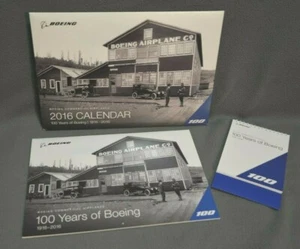 BOEING
BOEING AIRPLANE CO.
2016 CALENDAR
100 Years of Boeing | 1916 - 2016
100
BOEING
100 Years of Boeing
1916-2016
100
100 Years of Boeing